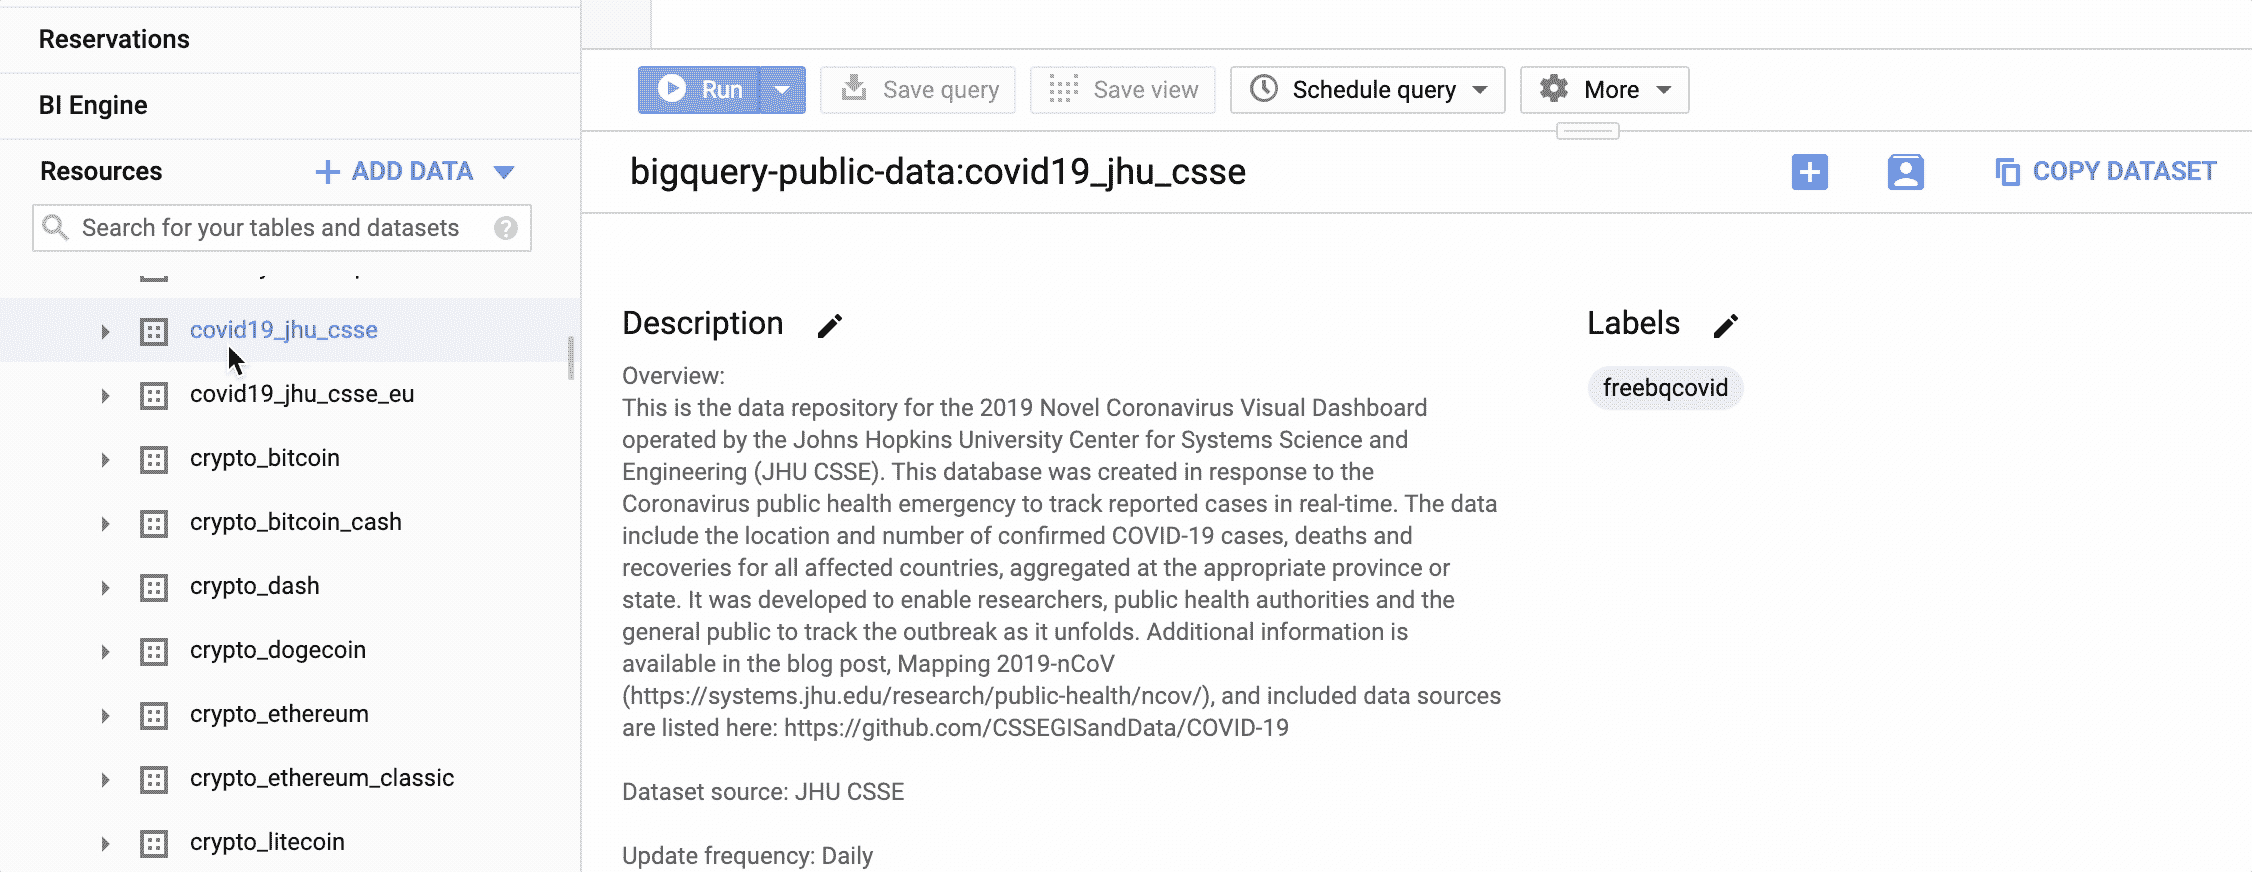 Reservations
BI Engine
Resources
ADD DATA
Search for your tables and datasets
covid19_jhu_csse
covid19_jhu_csse_eu
crypto_bitcoin
crypto_bitcoin_cash
crypto_dash
crypto_dogecoin
crypto_ethereum
crypto_ethereum_classic
crypto_litecoin
Run
Save query
Save view
Schedule query
More
bigquery-public-data:covid19_jhu_csse
COPY DATASET
Description
Overview:
This is the data repository for the 2019 Novel Coronavirus Visual Dashboard
operated by the Johns Hopkins University Center for Systems Science and
Engineering (JHU CSSE). This database was created in response to the
Coronavirus public health emergency to track reported cases in real-time. The data
include the location and number of confirmed COVID-19 cases, deaths and
recoveries for all affected countries, aggregated at the appropriate province or
state. It was developed to enable researchers, public health authorities and the
general public to track the outbreak as it unfolds. Additional information is
available in the blog post, Mapping 2019-nCoV
(https://systems.jhu.edu/research/public-health/ncov/), and included data sources
are listed here: https://github.com/CSSEGISandData/COVID-19
Dataset source: JHU CSSE
Update frequency: Daily
Labels
freebqcovid